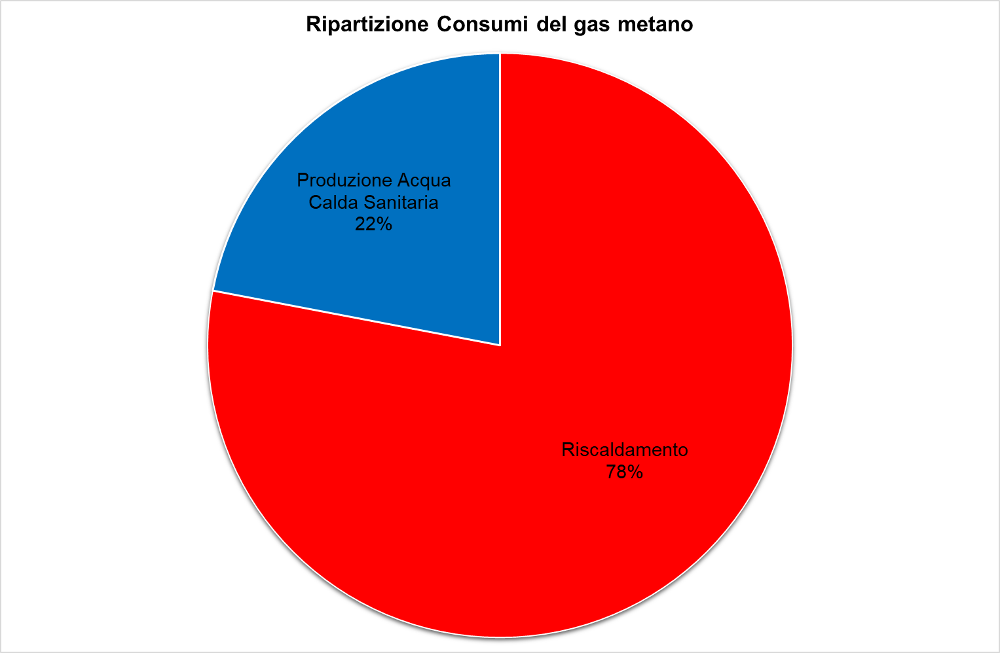 Ripartizione Consumi del gas metano
Produzione Acqua
Calda Sanitaria
22%
Riscaldamento
78%